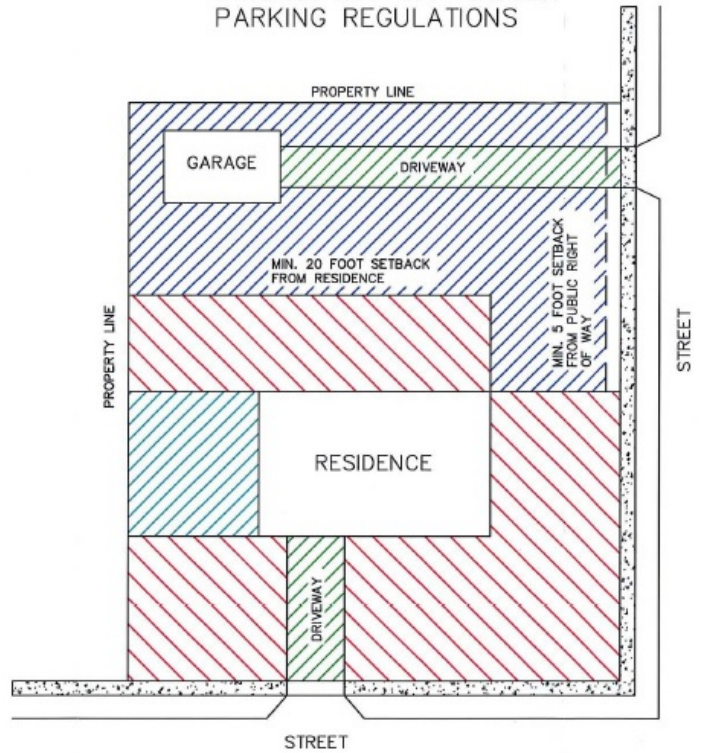 PARKING REGULATIONS
PROPERTY LINE
GARAGE
DRIVEWAY
MIN. 20 FOOT SETBACK
FROM RESIDENCE
MIN. 5 FOOT SETBACK
FROM PUBLIC RIGHT
OF WAY
PROPERTY LINE
STREET
RESIDENCE
DRIVEWAY
STREET